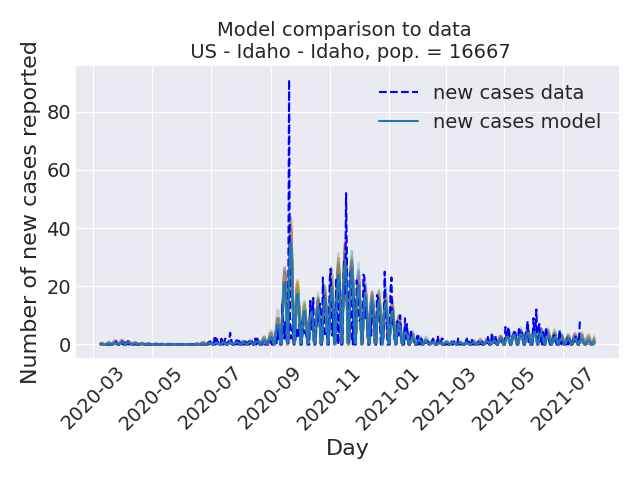 Model comparison to data
US - Idaho - Idaho, pop. = 16667
new cases data
new cases model
Number of new cases reported
80
60
40
20
0
2020-03
2020-05
2020-07
2020-09
2020-11
2021-01
2021-03
2021-05
2021-07
Day